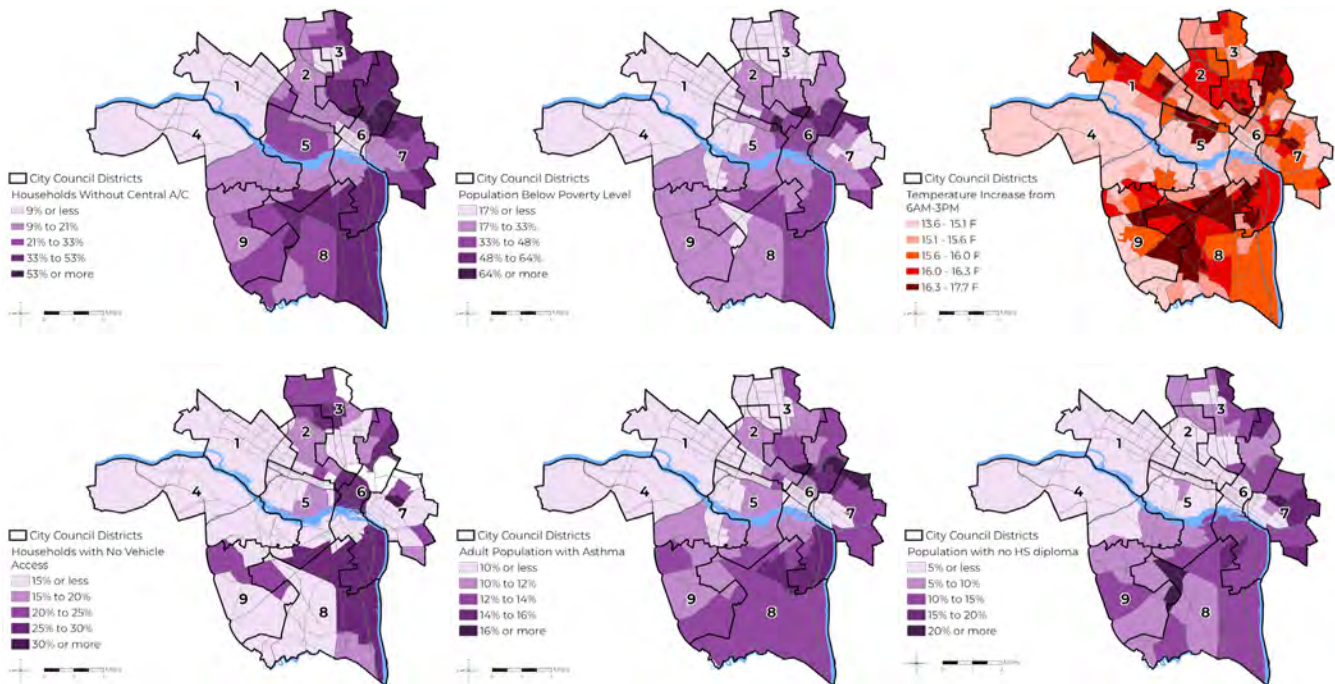 1
2
3
4
5
6
7
8
9
City Council Districts
Households Without Central A/C
9% or less
9% to 21%
21% to 33%
33% to 53%
53% or more
1
2
3
4
5
6
7
8
9
City Council Districts
Population Below Poverty Level
17% or less
17% to 33%
33% to 48%
48% to 64%
64% or more
1
2
3
4
5
6
7
8
9
City Council Districts
Temperature Increase from
6AM-3PM
13.6 - 15.1 F
15.1 - 15.6 F
15.6 - 16.0 F
16.0 - 16.3 F
16.3 - 17.7 F
1
2
3
4
5
6
7
8
9
City Council Districts
Households with No Vehicle
Access
15% or less
15% to 20%
20% to 25%
25% to 30%
30% or more
1
2
3
4
5
6
7
8
9
City Council Districts
Adult Population with Asthma
10% or less
10% to 12%
12% to 14%
14% to 16%
16% or more
1
2
3
4
5
6
7
8
9
City Council Districts
Population with no HS diploma
5% or less
5% to 10%
10% to 15%
15% to 20%
20% or more